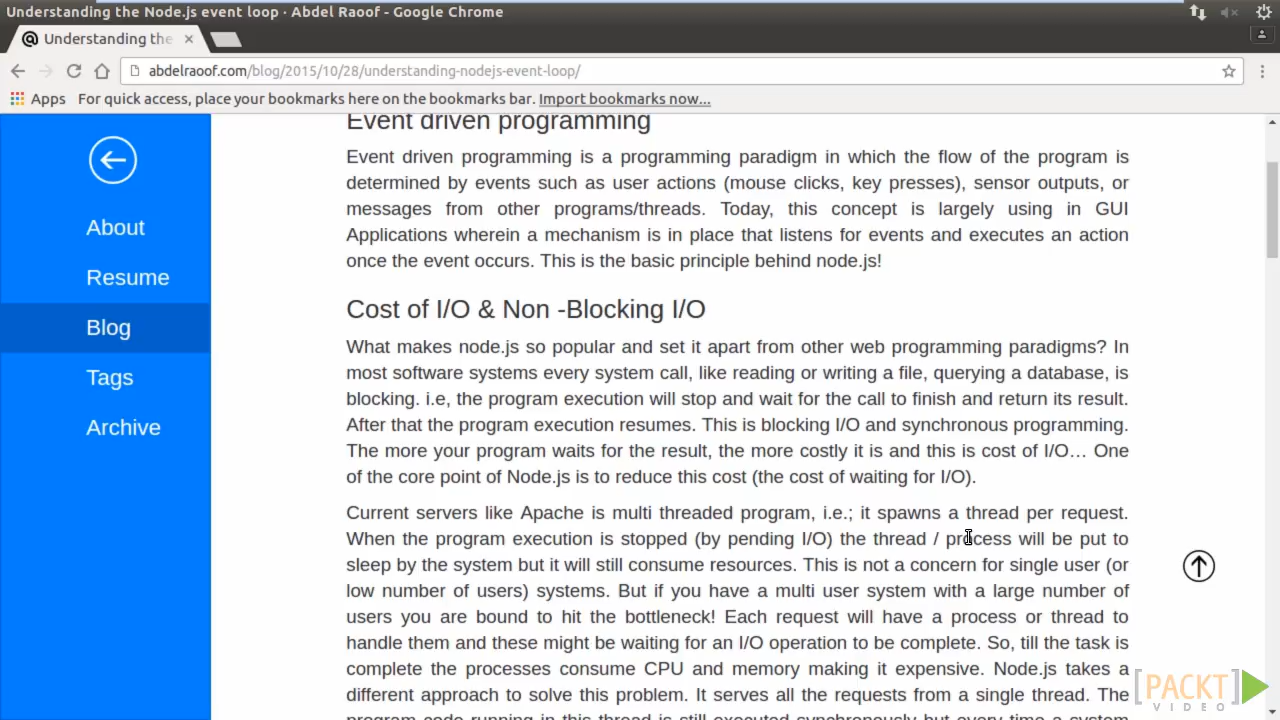 Understanding the Node.js event loop · Abdel Raoof - Google Chrome
@ Understanding the
abdelraoof.com/blog/2015/10/28/understanding-nodejs-event-loop/
Apps For quick access, place your bookmarks here on the bookmarks bar. Import bookmarks now...
About
Resume
Blog
Tags
Archive
Event driven programming
Event driven programming is a programming paradigm in which the flow of the program is
determined by events such as user actions (mouse clicks, key presses), sensor outputs, or
messages from other programs/threads. Today, this concept is largely using in GUI
Applications wherein a mechanism is in place that listens for events and executes an action
once the event occurs. This is the basic principle behind node.js!
Cost of I/O & Non -Blocking I/O
What makes node.js so popular and set it apart from other web programming paradigms? In
most software systems every system call, like reading or writing a file, querying a database, is
blocking. i.e, the program execution will stop and wait for the call to finish and return its result.
After that the program execution resumes. This is blocking I/O and synchronous programming.
The more your program waits for the result, the more costly it is and this is cost of I/O… One
of the core point of Node.js is to reduce this cost (the cost of waiting for I/O).
Current servers like Apache is multi threaded program, i.e.; it spawns a thread per request.
When the program execution is stopped (by pending I/O) the thread / process will be put to
sleep by the system but it will still consume resources. This is not a concern for single user (or
low number of users) systems. But if you have a multi user system with a large number of
users you are bound to hit the bottleneck! Each request will have a process or thread to
handle them and these might be waiting for an I/O operation to be complete. So, till the task is
complete the processes consume CPU and memory making it expensive. Node.js takes a
different approach to solve this problem. It serves all the requests from a single thread. The
program code running in this thread is still executed synchronously but every time a system
[PACKT]
VIDEO